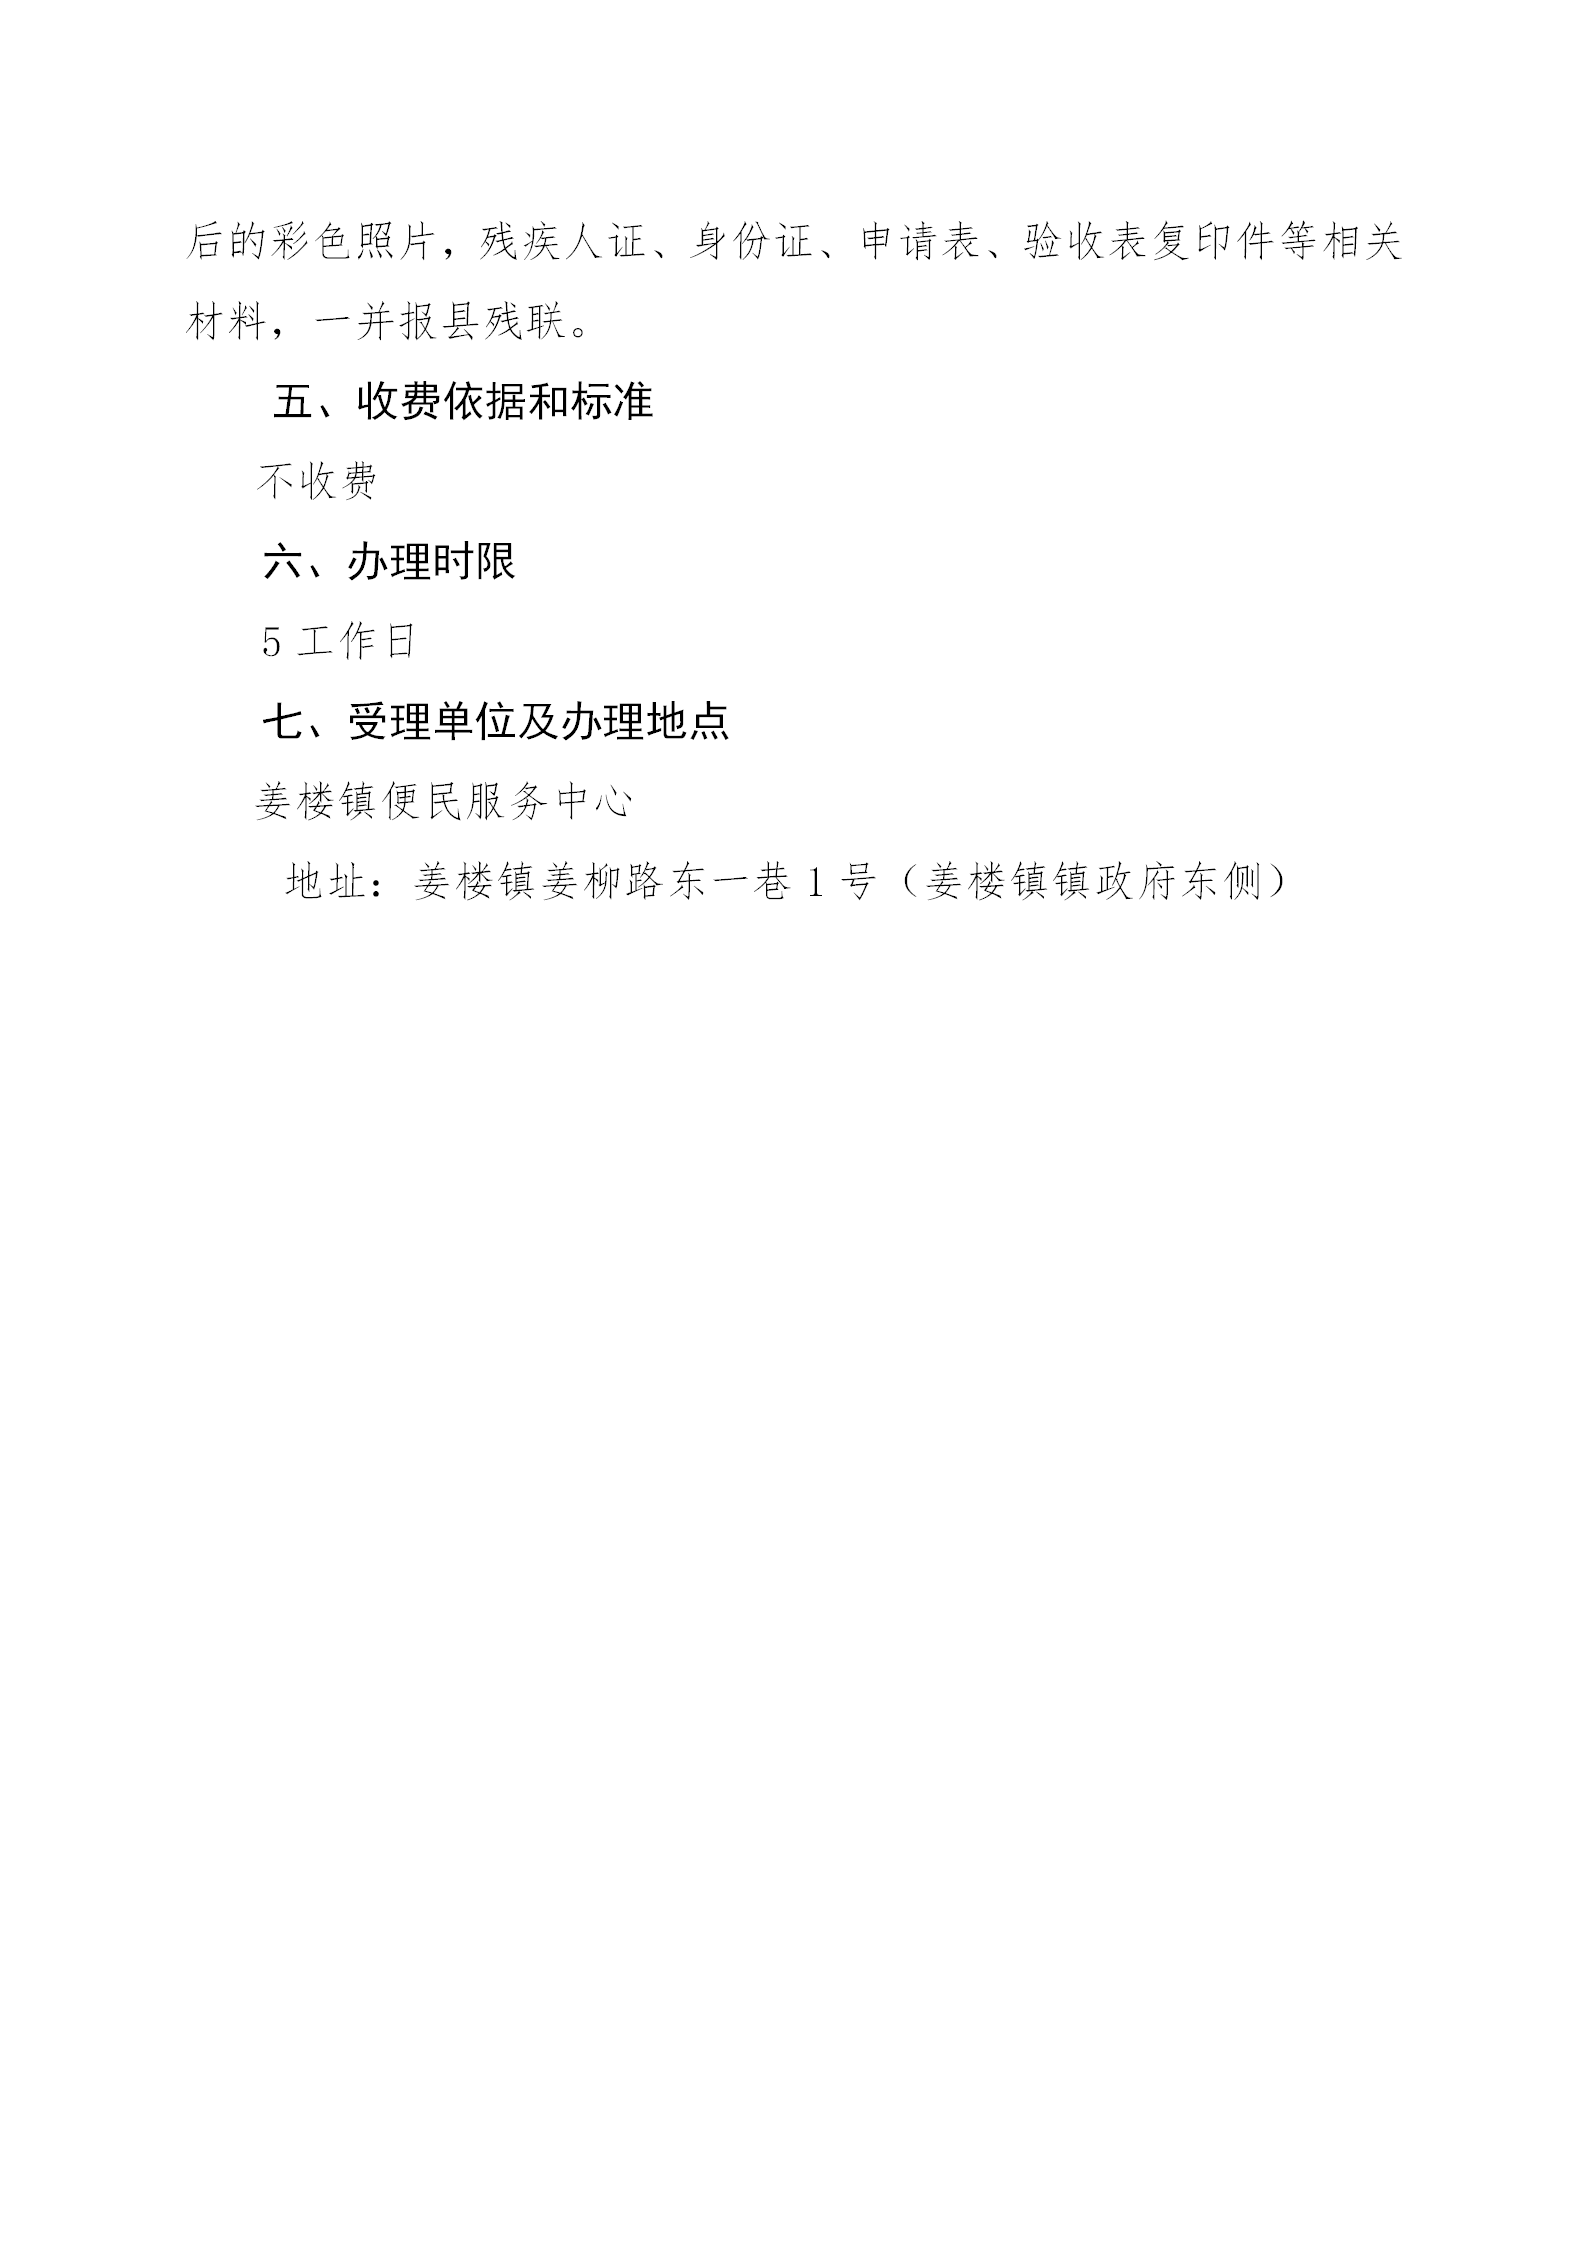 后的彩色照片，残疾人证、身份证、申请表、验收表复印件等相关
材料，一并报县残联。
五、收费依据和标准
不收费
六、办理时限
5 工作日
七、受理单位及办理地点
姜楼镇便民服务中心
地址：姜楼镇姜柳路东一巷 1 号（姜楼镇镇政府东侧）